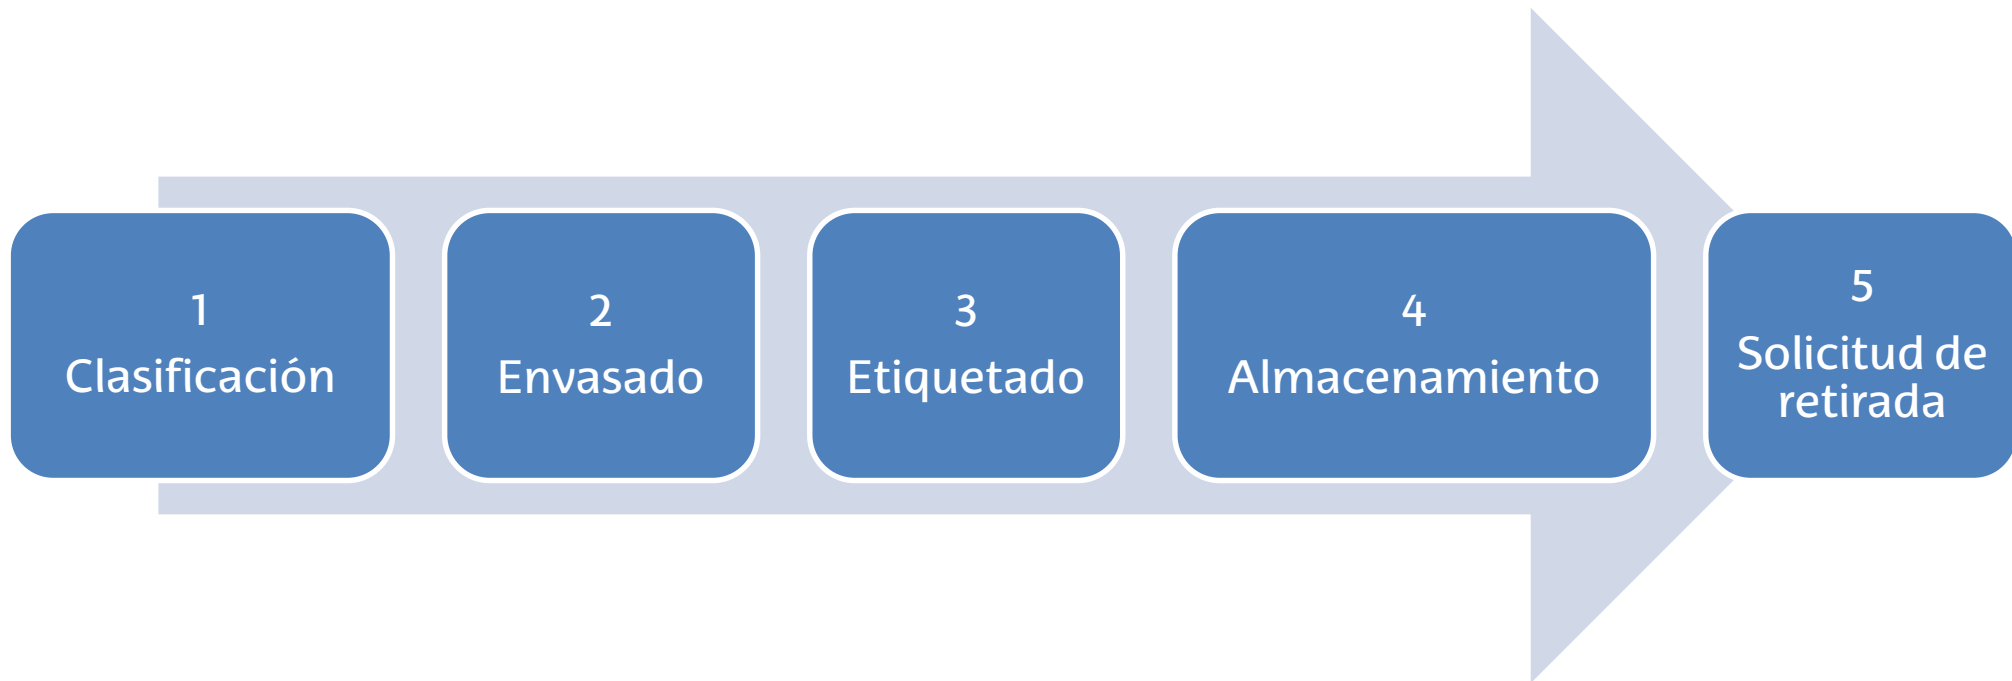 1
Clasificación
2
Envasado
3
Etiquetado
4
Almacenamiento
5
Solicitud de
retirada